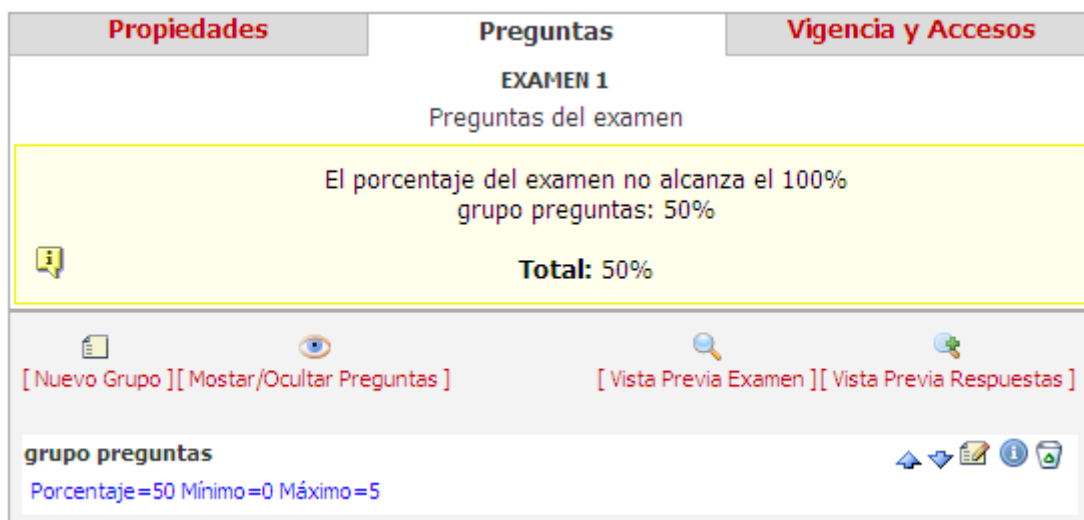 Propiedades Preguntas Vigencia y Accesos
EXAMEN 1
Preguntas del examen
El porcentaje del examen no alcanza el 100%
grupo preguntas: 50%
Total: 50%
[ Nuevo Grupo ][ Mostar/Ocultar Preguntas ] [ Vista Previa Examen ][ Vista Previa Respuestas ]
grupo preguntas
Porcentaje=50 Mínimo=0 Máximo=5